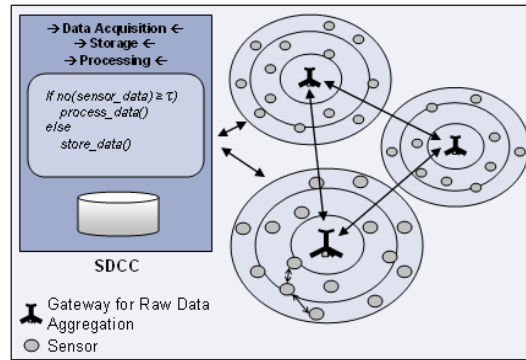 → Data Acquisition ←
→ Storage ←
→ Processing ←
If no(sensor_data) ≥ τ)
process_data()
else
store_data()
SDCC
Gateway for Raw Data
Aggregation
Sensor